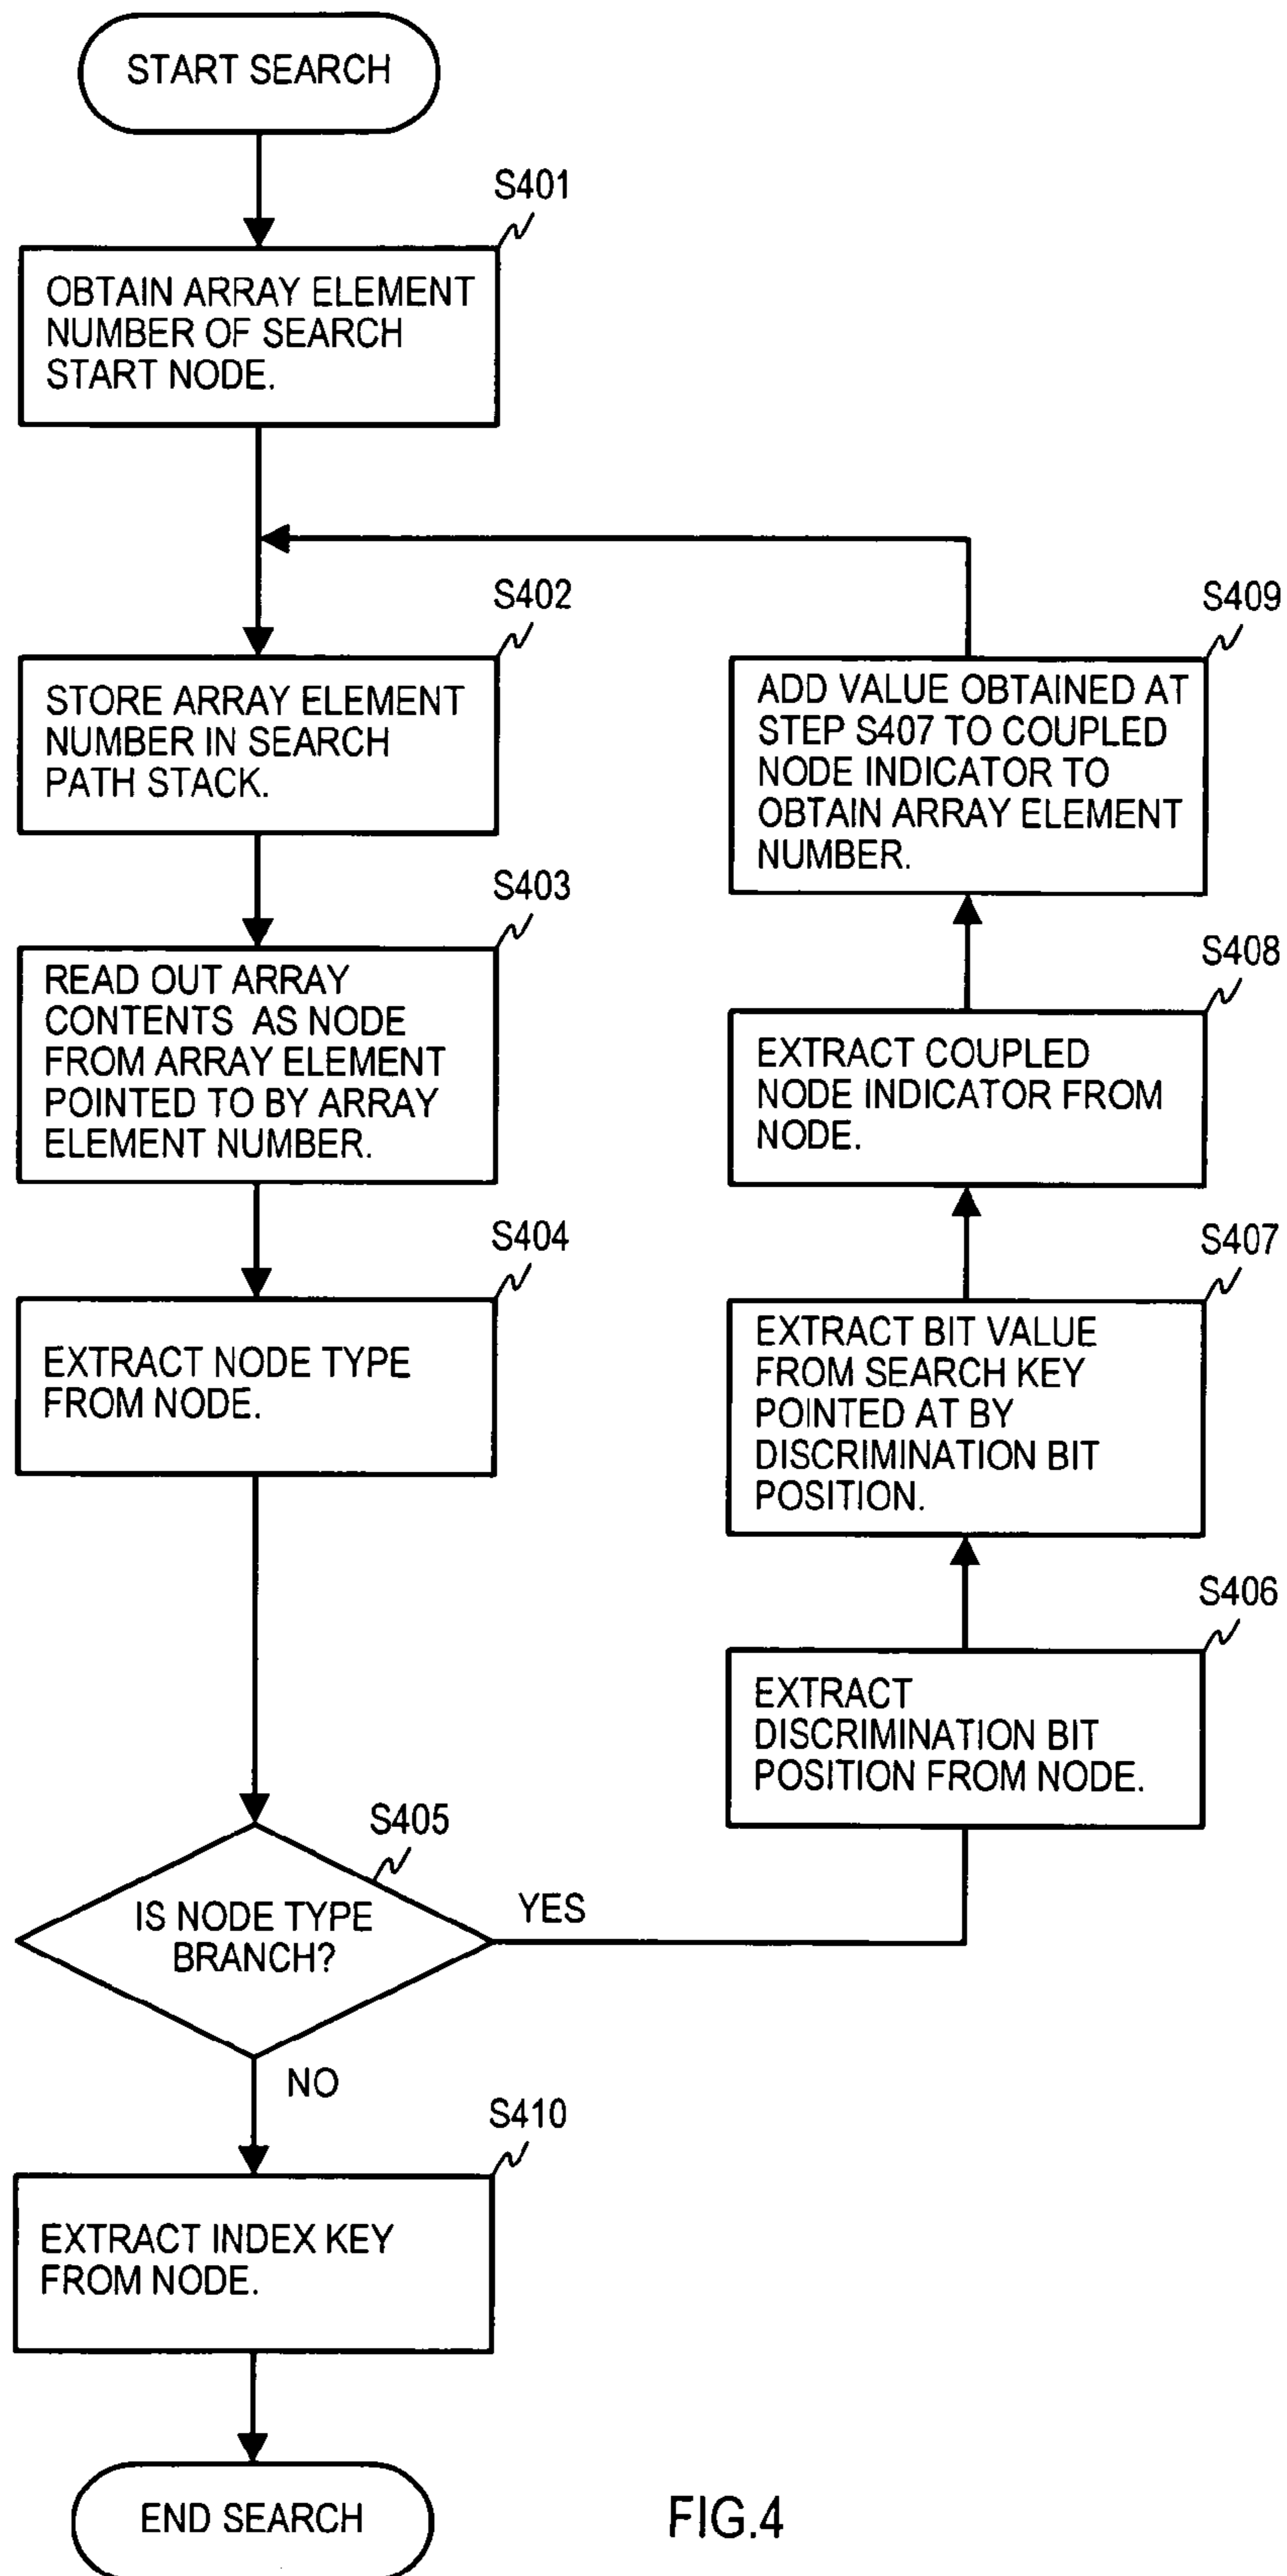 START SEARCH
S401
OBTAIN ARRAY ELEMENT
NUMBER OF SEARCH
START NODE.
S402
STORE ARRAY ELEMENT
NUMBER IN SEARCH
PATH STACK.
S403
READ OUT ARRAY
CONTENTS AS NODE
FROM ARRAY ELEMENT
POINTED TO BY ARRAY
ELEMENT NUMBER.
S404
EXTRACT NODE TYPE
FROM NODE.
S405
IS NODE TYPE
BRANCH?
YES
S406
EXTRACT
DISCRIMINATION BIT
POSITION FROM NODE.
S407
EXTRACT BIT VALUE
FROM SEARCH KEY
POINTED AT BY
DISCRIMINATION BIT
POSITION.
S408
EXTRACT COUPLED
NODE INDICATOR FROM
NODE.
S409
ADD VALUE OBTAINED AT
STEP S407 TO COUPLED
NODE INDICATOR TO
OBTAIN ARRAY ELEMENT
NUMBER.
NO
S410
EXTRACT INDEX KEY
FROM NODE.
END SEARCH
FIG.4